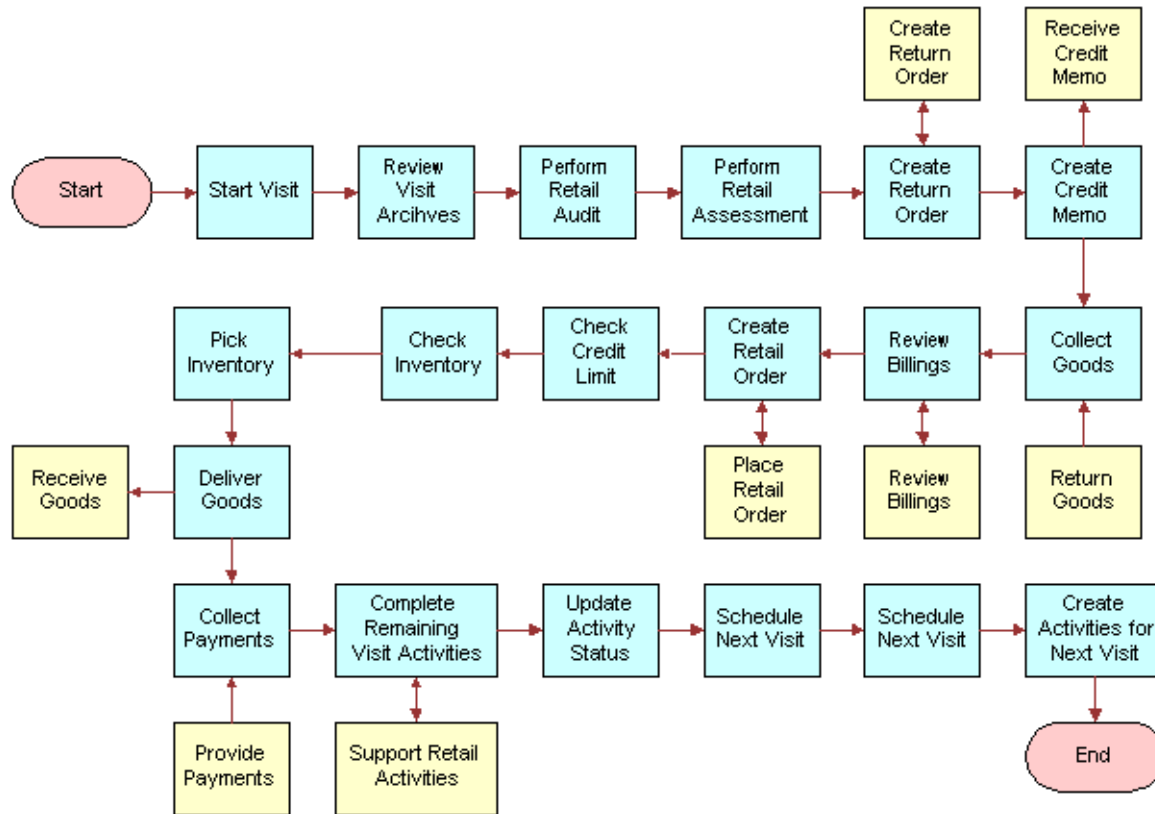 Create
Return
Order
Receive
Credit
Memo
Start
Start Visit
Review
Visit
Arcihves
Perform
Retail
Audit
Perform
Retail
Assessment
Create
Return
Order
Create
Credit
Memo
Pick
Inventory
Check
Inventory
Check
Credit
Limit
Create
Retail
Order
Review
Billings
Collect
Goods
Receive
Goods
Deliver
Goods
Place
Retail
Order
Review
Billings
Return
Goods
Collect
Payments
Complete
Remaining
Visit Activities
Update
Activity
Status
Schedule
Next Visit
Schedule
Next Visit
Create
Activities for
Next Visit
Provide
Payments
Support Retail
Activities
End